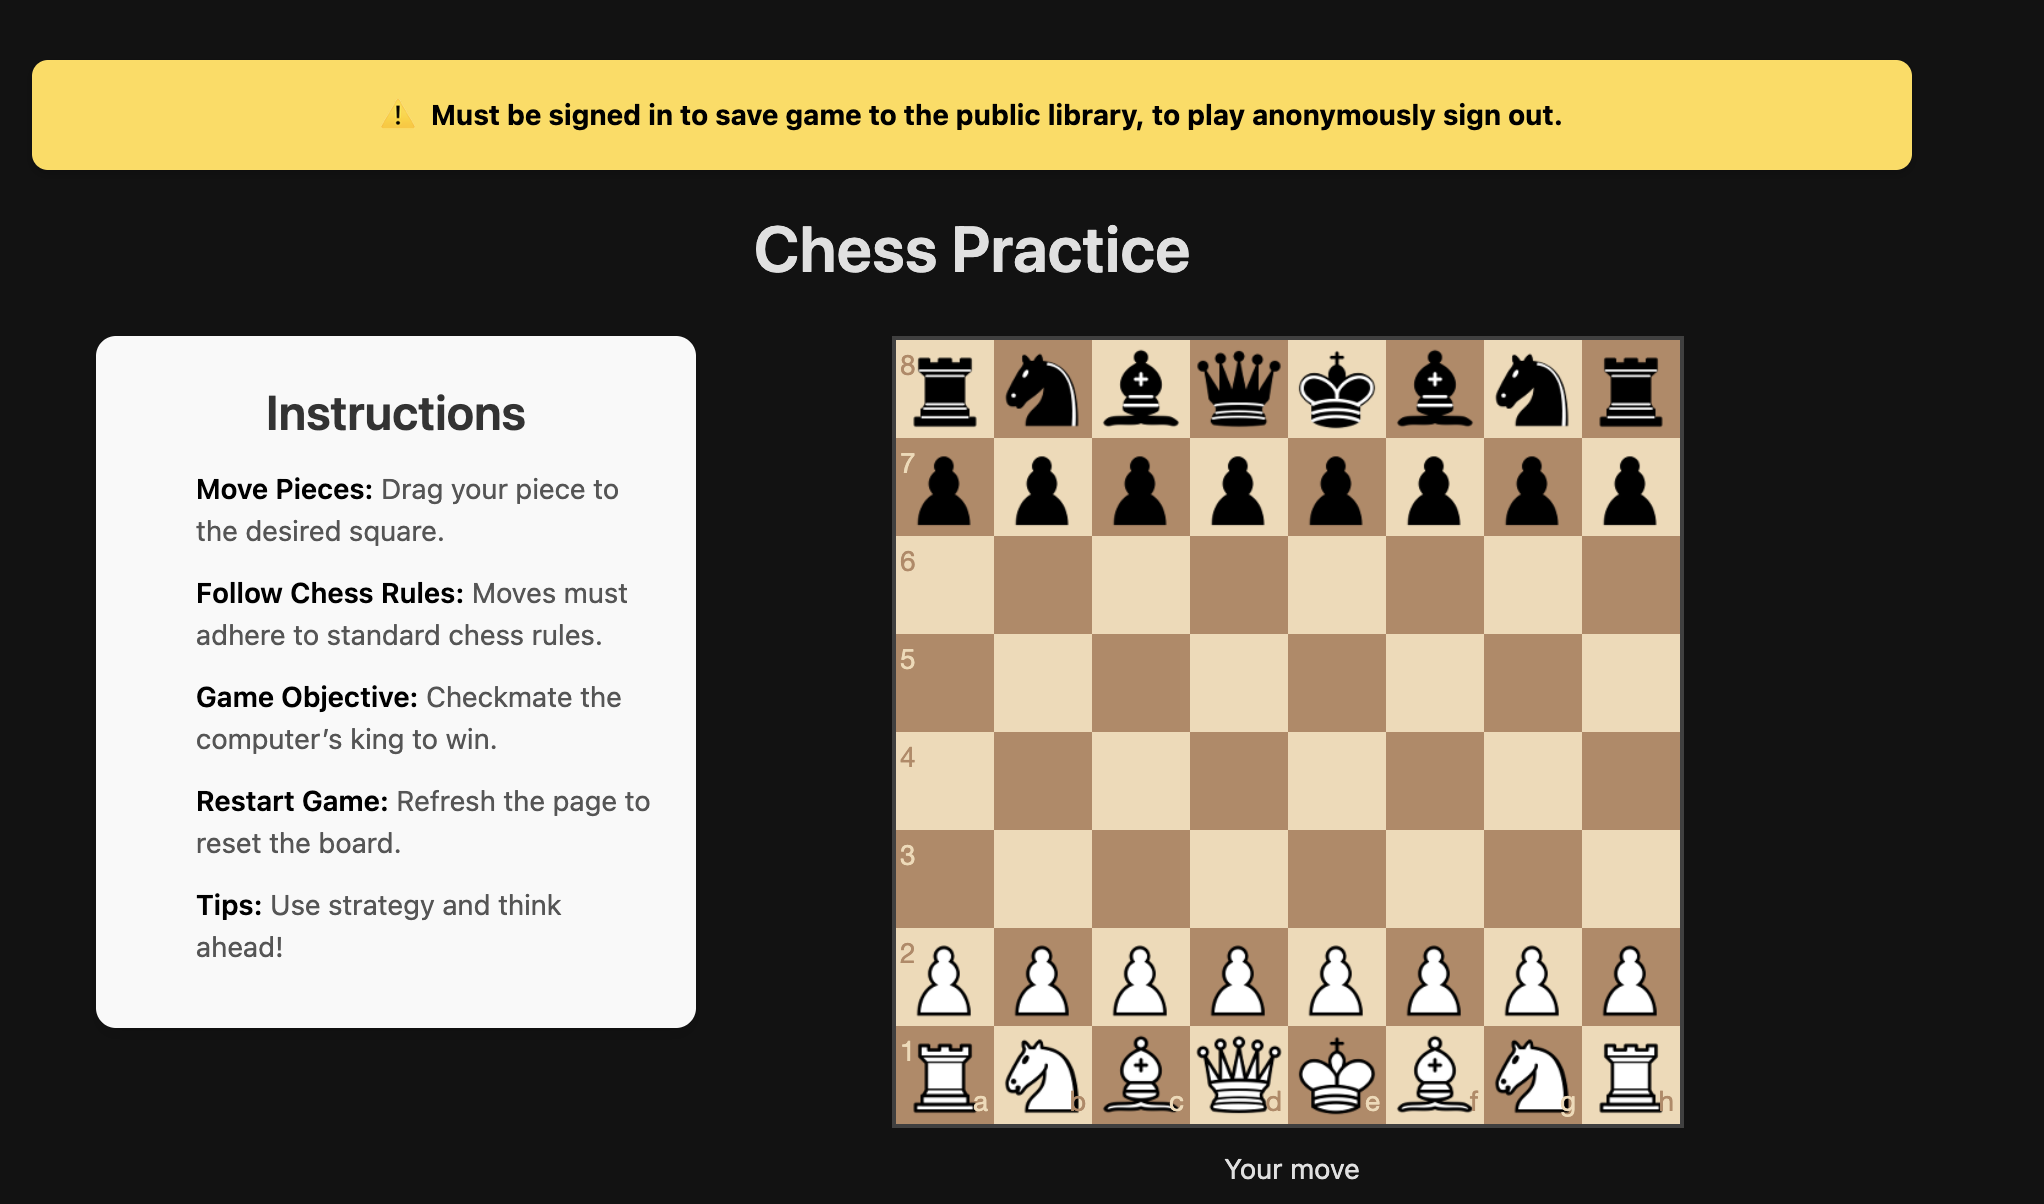 ⚠️ Must be signed in to save game to the public library, to play anonymously sign out.
Chess Practice
Instructions
Move Pieces: Drag your piece to
the desired square.
Follow Chess Rules: Moves must
adhere to standard chess rules.
Game Objective: Checkmate the
computer’s king to win.
Restart Game: Refresh the page to
reset the board.
Tips: Use strategy and think
ahead!
8
7
6
5
4
3
2
1
a b c d e f g h
Your move